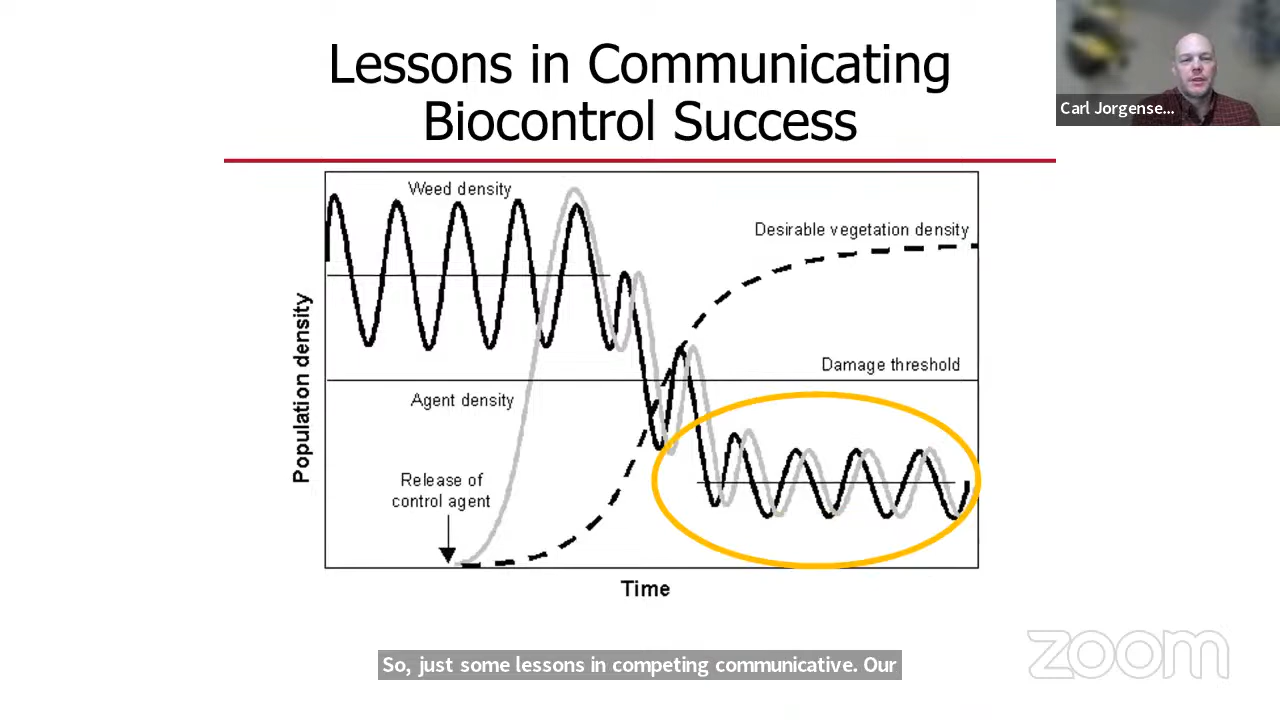 Lessons in Communicating
Biocontrol Success
Carl Jorgense...
Weed density
Desirable vegetation density
Damage threshold
Agent density
Release of
control agent
Population density
Time
zoom
So, just some lessons in competing communicative. Our